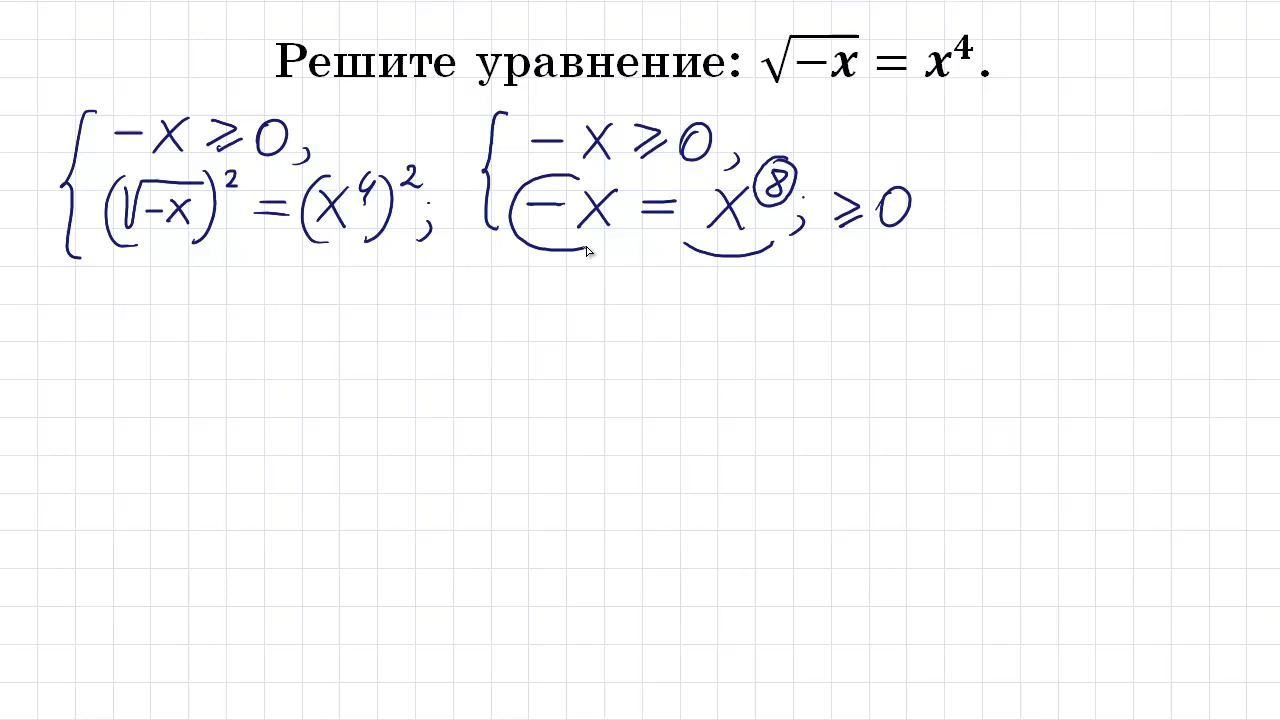 Решите уравнение: √−x = x⁴.
{ −x ⩾ 0, { −x ⩾ 0,
(√−x)² = (x⁴)²; −x = x⁸; ⩾ 0